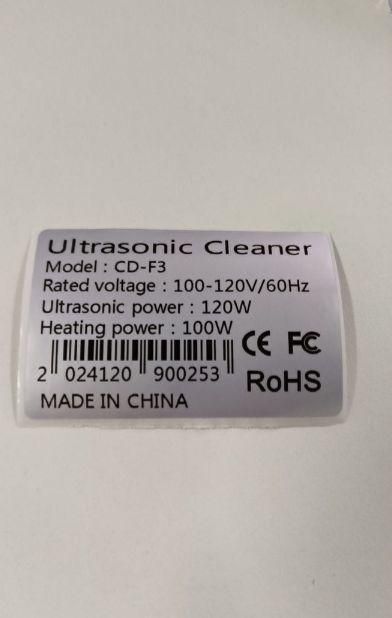 Ultrasonic Cleaner
Model : CD-F3
Rated voltage : 100-120V/60Hz
Ultrasonic power : 120W
Heating power : 100W
CE FC
2 024120 900253
RoHS
MADE IN CHINA